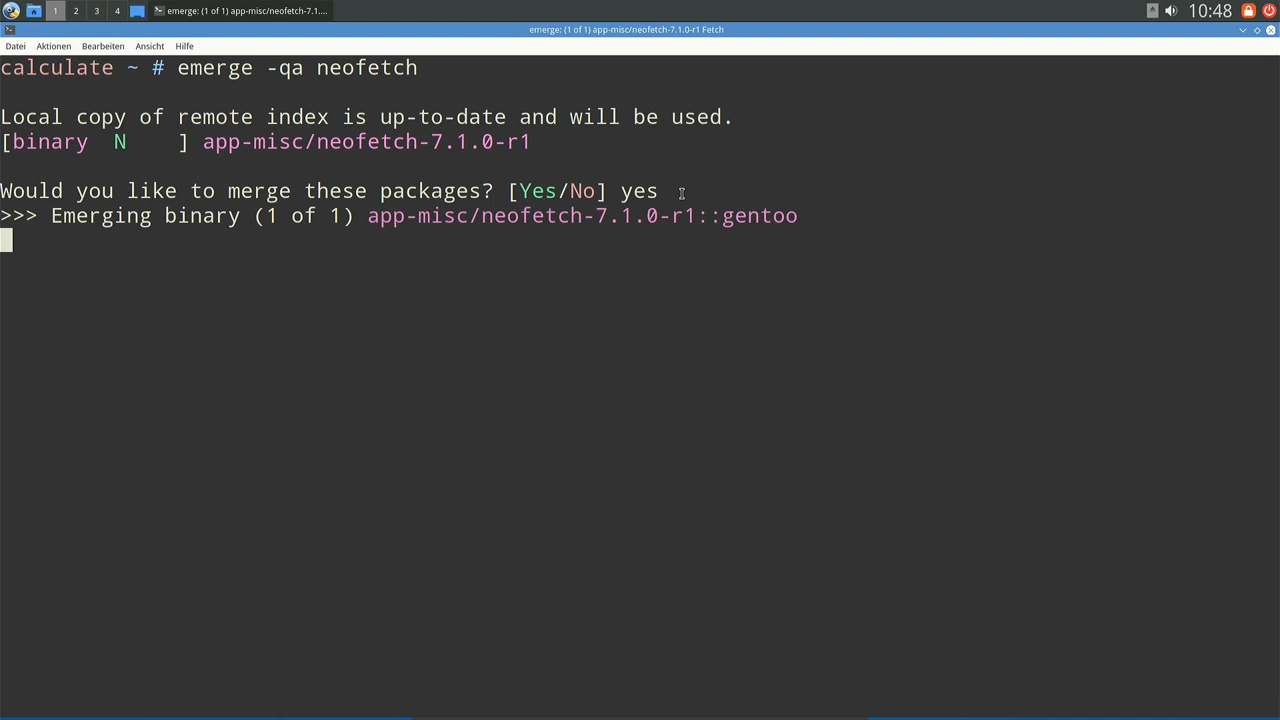 1 2 3 4 emerge: (1 of 1) app-misc/neofetch-7.1.... 10:48
emerge: (1 of 1) app-misc/neofetch-7.1.0-r1 Fetch
Datei Aktionen Bearbeiten Ansicht Hilfe
calculate ~ # emerge -qa neofetch
Local copy of remote index is up-to-date and will be used.
[binary  N    ] app-misc/neofetch-7.1.0-r1
Would you like to merge these packages? [Yes/No] yes
>>> Emerging binary (1 of 1) app-misc/neofetch-7.1.0-r1::gentoo